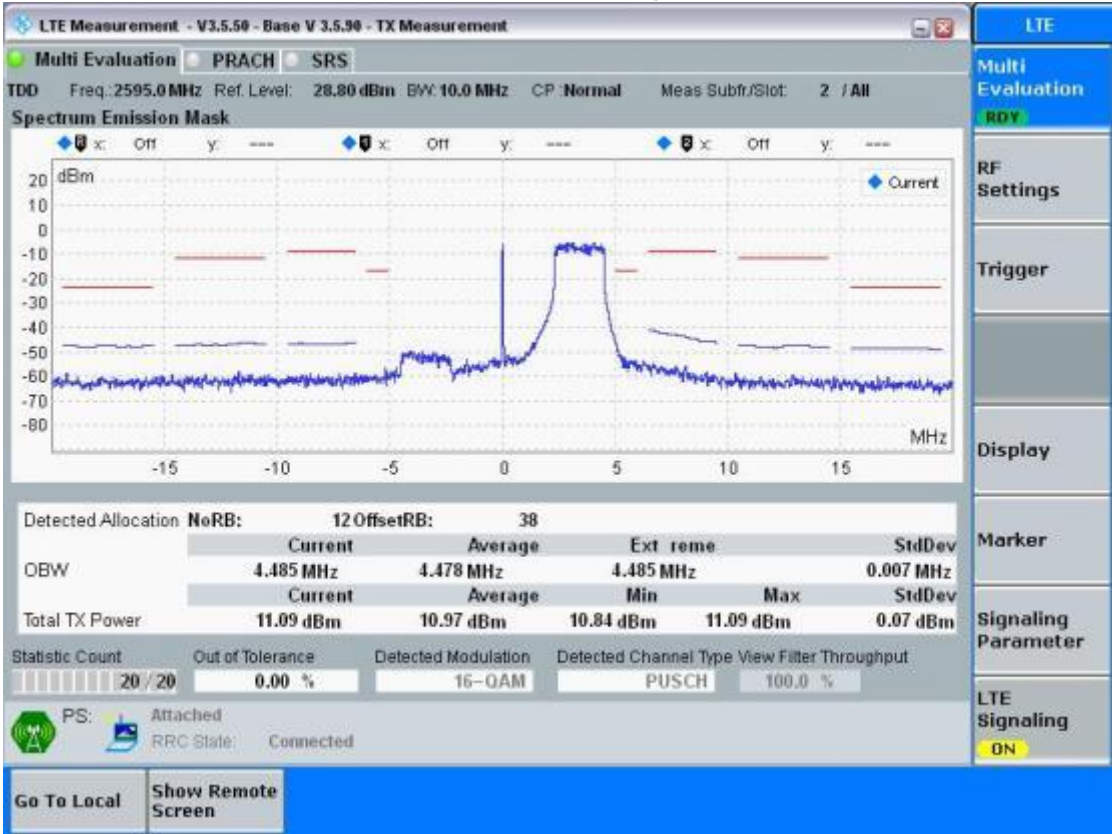 LTE Measurement - V3.5.50 - Base V 3.5.90 - TX Measurement
LTE
Multi Evaluation PRACH SRS
Multi Evaluation
RDY
TDD Freq.:2595.0 MHz Ref. Level: 28.80 dBm BW: 10.0 MHz CP :Normal Meas Subfr./Slot: 2 / All
Spectrum Emission Mask
x: Off y: --- x: Off y: --- x: Off y: ---
dBm
Current
20
10
0
-10
-20
-30
-40
-50
-60
-70
-80
MHz
-15 -10 -5 0 5 10 15
RF Settings
Trigger
Display
Marker
Signaling Parameter
LTE Signaling
ON
Detected Allocation NoRB: 12 OffsetRB: 38
Current Average Ext reme StdDev
OBW 4.485 MHz 4.478 MHz 4.485 MHz 0.007 MHz
Current Average Min Max StdDev
Total TX Power 11.09 dBm 10.97 dBm 10.84 dBm 11.09 dBm 0.07 dBm
Statistic Count Out of Tolerance Detected Modulation Detected Channel Type View Filter Throughput
20 / 20 0.00 % 16-QAM PUSCH 100.0 %
PS: Attached
RRC State: Connected
Go To Local Show Remote Screen